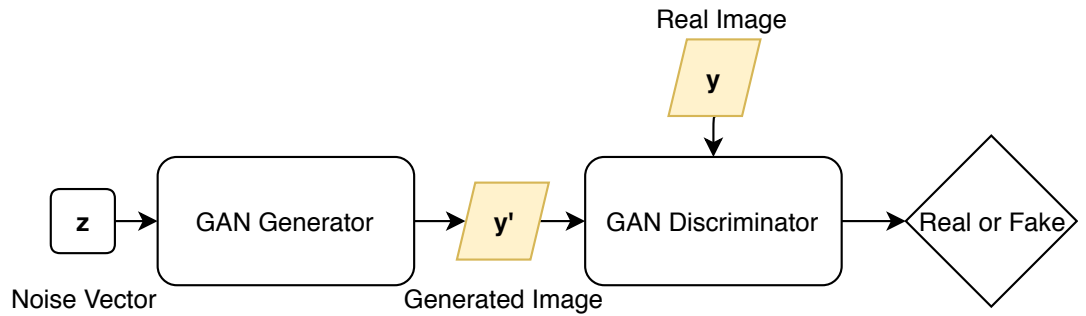 Real Image
y
z
GAN Generator
y'
GAN Discriminator
Real or Fake
Noise Vector
Generated Image